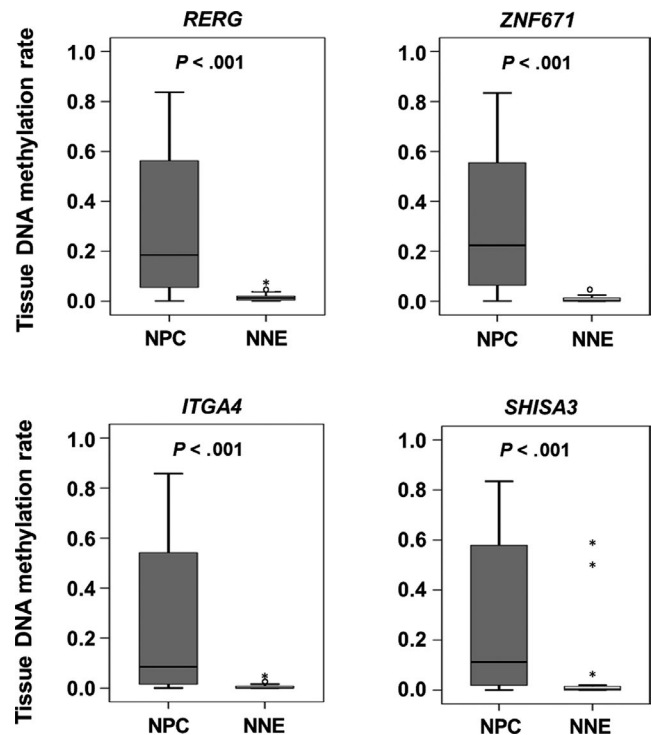 RERG
ZNF671
Tissue DNA methylation rate
1.0
0.8
0.6
0.4
0.2
0.0
P < .001
NPC
NNE
1.0
0.8
0.6
0.4
0.2
0.0
P < .001
NPC
NNE
ITGA4
SHISA3
Tissue DNA methylation rate
1.0
0.8
0.6
0.4
0.2
0.0
P < .001
NPC
NNE
1.0
0.8
0.6
0.4
0.2
0.0
P < .001
NPC
NNE